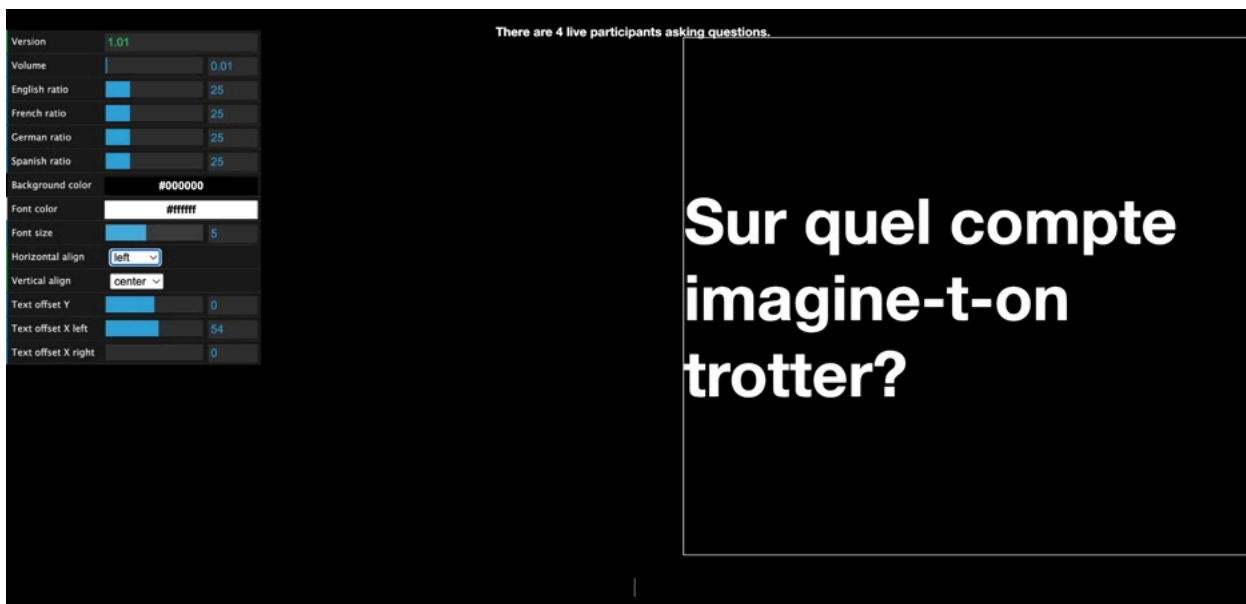 There are 4 live participants asking questions.
Version 1.01
Volume 0.01
English ratio 25
French ratio 25
German ratio 25
Spanish ratio 25
Background color #000000
Font color #ffffff
Font size 5
Horizontal align left
Vertical align center
Text offset Y 0
Text offset X left 54
Text offset X right 0
Sur quel compte
imagine-t-on
trotter?